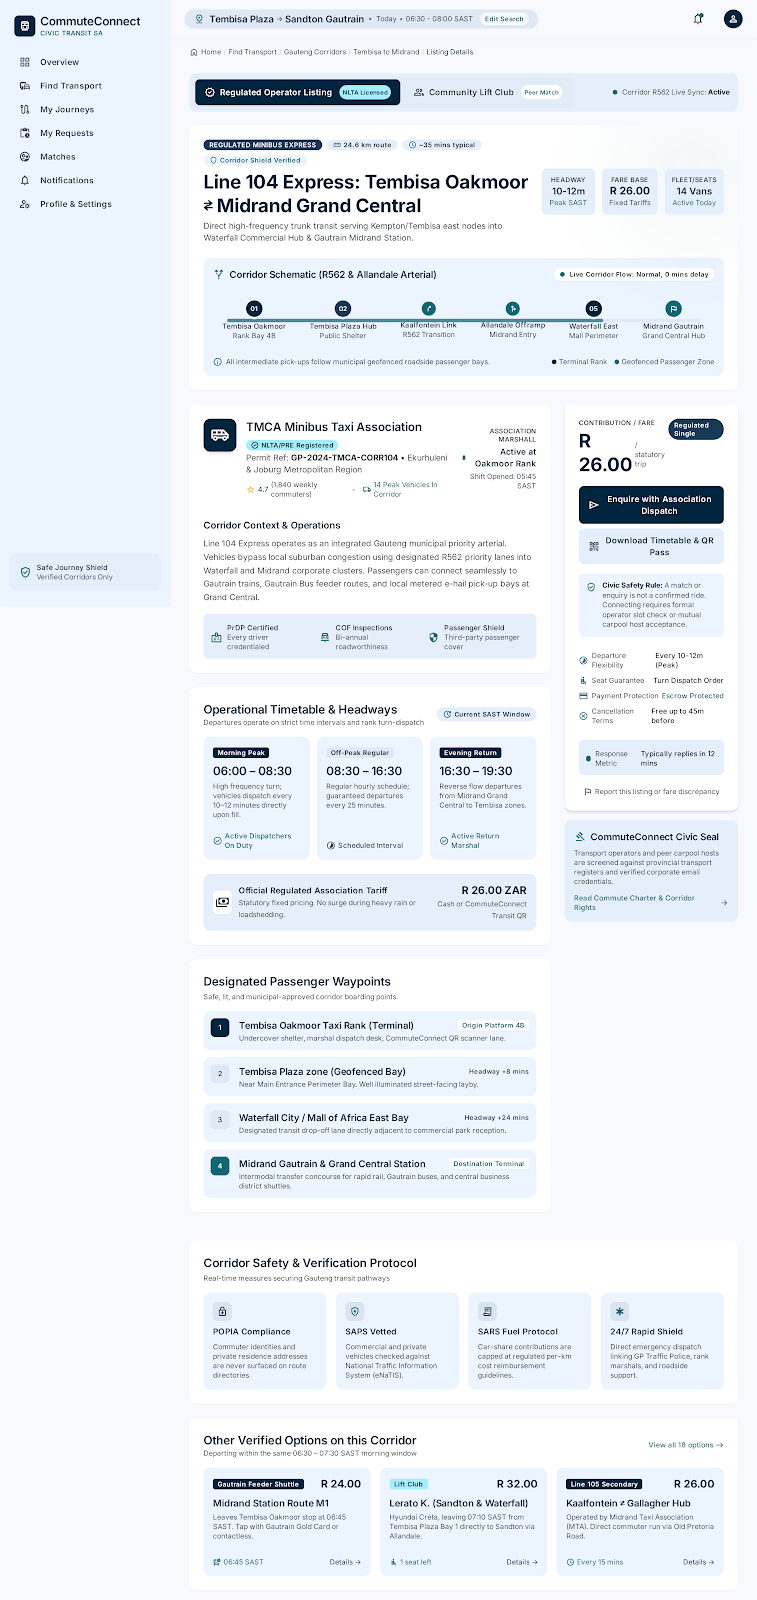 CommuteConnect
CIVIC TRANSIT SA
Overview
Find Transport
My Journeys
My Requests
Matches
Notifications
Profile & Settings
Safe Journey Shield
Verified Corridors Only
Tembisa Plaza → Sandton Gautrain • Today • 06:30 - 08:00 SAST Edit Search
Home / Find Transport / Gauteng Corridors / Tembisa to Midrand / Listing Details
Regulated Operator Listing NLTA Licensed
Community Lift Club Peer Match
Corridor R562 Live Sync: Active
REGULATED MINIBUS EXPRESS 24.6 km route ~35 mins typical
Corridor Shield Verified
Line 104 Express: Tembisa Oakmoor
⇄ Midrand Grand Central
Direct high-frequency trunk transit serving Kempton/Tembisa east nodes into
Waterfall Commercial Hub & Gautrain Midrand Station.
HEADWAY
10-12m
Peak SAST
FARE BASE
R 26.00
Fixed Tariffs
FLEET/SEATS
14 Vans
Active Today
Corridor Schematic (R562 & Allandale Arterial)
Live Corridor Flow: Normal, 0 mins delay
01
Tembisa Oakmoor
Rank Bay 4B
02
Tembisa Plaza Hub
Public Shelter
Kaalfontein Link
R562 Transition
Allandale Offramp
Midrand Entry
05
Waterfall East
Mall Perimeter
Midrand Gautrain
Grand Central Hub
All intermediate pick-ups follow municipal geofenced roadside passenger bays.
Terminal Rank Geofenced Passenger Zone
TMCA Minibus Taxi Association
NLTA/PRE Registered
Permit Ref: GP-2024-TMCA-CORR104 • Ekurhuleni
& Joburg Metropolitan Region
4.7 (1,840 weekly
commuters)
•
14 Peak Vehicles In
Corridor
ASSOCIATION
MARSHALL
Active at
Oakmoor Rank
Shift Opened: 05:45
SAST
Corridor Context & Operations
Line 104 Express operates as an integrated Gauteng municipal priority arterial.
Vehicles bypass local suburban congestion using designated R562 priority lanes into
Waterfall and Midrand corporate clusters. Passengers can connect seamlessly to
Gautrain trains, Gautrain Bus feeder routes, and local metered e-hail pick-up bays at
Grand Central.
PrDP Certified
Every driver
credentialed
COF Inspections
Bi-annual
roadworthiness
Passenger Shield
Third-party passenger
cover
CONTRIBUTION / FARE
Regulated
Single
R
26.00
/
statutory
trip
Enquire with Association
Dispatch
Download Timetable & QR
Pass
Civic Safety Rule: A match or
enquiry is not a confirmed ride.
Connecting requires formal
operator slot check or mutual
carpool host acceptance.
Departure
Flexibility
Every 10-12m
(Peak)
Seat Guarantee Turn Dispatch Order
Payment Protection Escrow Protected
Cancellation
Terms
Free up to 45m
before
Response
Metric
Typically replies in 12
mins
Report this listing or fare discrepancy
CommuteConnect Civic Seal
Transport operators and peer carpool hosts
are screened against provincial transport
registers and verified corporate email
credentials.
Read Commute Charter & Corridor
Rights →
Operational Timetable & Headways
Departures operate on strict time intervals and rank turn-dispatch
Current SAST Window
Morning Peak
06:00 – 08:30
High frequency turn;
vehicles dispatch every
10–12 minutes directly
upon fill.
Active Dispatchers
On Duty
Off-Peak Regular
08:30 – 16:30
Regular hourly schedule;
guaranteed departures
every 25 minutes.
Scheduled Interval
Evening Return
16:30 – 19:30
Reverse flow departures
from Midrand Grand
Central to Tembisa zones.
Active Return
Marshal
Official Regulated Association Tariff
Statutory fixed pricing. No surge during heavy rain or
loadshedding.
R 26.00 ZAR
Cash or CommuteConnect
Transit QR
Designated Passenger Waypoints
Safe, lit, and municipal-approved corridor boarding points.
1
Tembisa Oakmoor Taxi Rank (Terminal) Origin Platform 4B
Undercover shelter, marshal dispatch desk, CommuteConnect QR scanner lane.
2
Tembisa Plaza zone (Geofenced Bay) Headway +8 mins
Near Main Entrance Perimeter Bay. Well illuminated street-facing layby.
3
Waterfall City / Mall of Africa East Bay Headway +24 mins
Designated transit drop-off lane directly adjacent to commercial park reception.
4
Midrand Gautrain & Grand Central Station Destination Terminal
Intermodal transfer concourse for rapid rail, Gautrain buses, and central business
district shuttles.
Corridor Safety & Verification Protocol
Real-time measures securing Gauteng transit pathways
POPIA Compliance
Commuter identities and
private residence addresses
are never surfaced on route
directories.
SAPS Vetted
Commercial and private
vehicles checked against
National Traffic Information
System (eNaTIS).
SARS Fuel Protocol
Car-share contributions are
capped at regulated per-km
cost reimbursement
guidelines.
24/7 Rapid Shield
Direct emergency dispatch
linking GP Traffic Police, rank
marshals, and roadside
support.
Other Verified Options on this Corridor
Departing within the same 06:30 – 07:30 SAST morning window
View all 18 options →
Gautrain Feeder Shuttle R 24.00
Midrand Station Route M1
Leaves Tembisa Oakmoor stop at 06:45
SAST. Tap with Gautrain Gold Card or
contactless.
06:45 SAST Details →
Lift Club R 32.00
Lerato K. (Sandton & Waterfall)
Hyundai Creta, leaving 07:10 SAST from
Tembisa Plaza Bay 1 directly to Sandton via
Allandale.
1 seat left Details →
Line 105 Secondary R 26.00
Kaalfontein ⇄ Gallagher Hub
Operated by Midrand Taxi Association
(MTA). Direct commuter run via Old Pretoria
Road.
Every 15 mins Details →